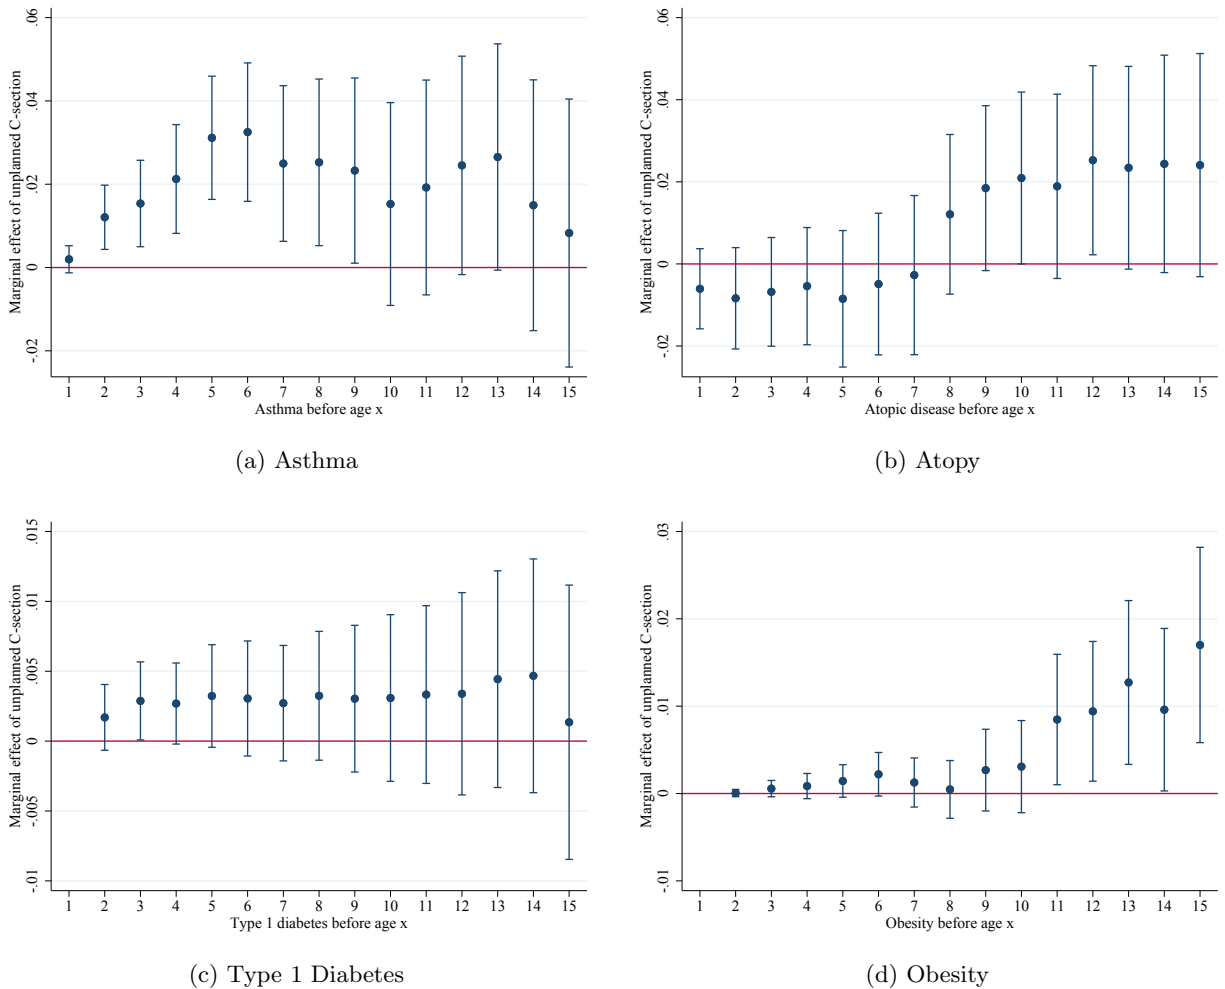 Marginal effect of unplanned C-section
.06
.04
.02
0
-.02
1 2 3 4 5 6 7 8 9 10 11 12 13 14 15
Asthma before age x
(a) Asthma
Marginal effect of unplanned C-section
.06
.04
.02
0
-.02
1 2 3 4 5 6 7 8 9 10 11 12 13 14 15
Atopic disease before age x
(b) Atopy
Marginal effect of unplanned C-section
.015
.01
.005
0
-.005
-.01
1 2 3 4 5 6 7 8 9 10 11 12 13 14 15
Type 1 diabetes before age x
(c) Type 1 Diabetes
Marginal effect of unplanned C-section
.03
.02
.01
0
-.01
1 2 3 4 5 6 7 8 9 10 11 12 13 14 15
Obesity before age x
(d) Obesity